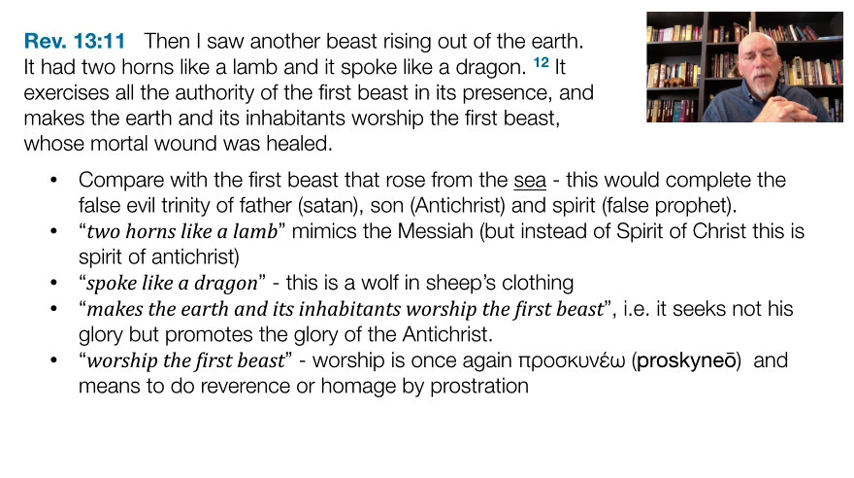 Rev. 13:11 Then I saw another beast rising out of the earth.
It had two horns like a lamb and it spoke like a dragon. 12 It
exercises all the authority of the first beast in its presence, and
makes the earth and its inhabitants worship the first beast,
whose mortal wound was healed.
• Compare with the first beast that rose from the sea - this would complete the
false evil trinity of father (satan), son (Antichrist) and spirit (false prophet).
• “two horns like a lamb” mimics the Messiah (but instead of Spirit of Christ this is
spirit of antichrist)
• “spoke like a dragon” - this is a wolf in sheep’s clothing
• “makes the earth and its inhabitants worship the first beast”, i.e. it seeks not his
glory but promotes the glory of the Antichrist.
• “worship the first beast” - worship is once again προσκυνέω (proskyneō) and
means to do reverence or homage by prostration